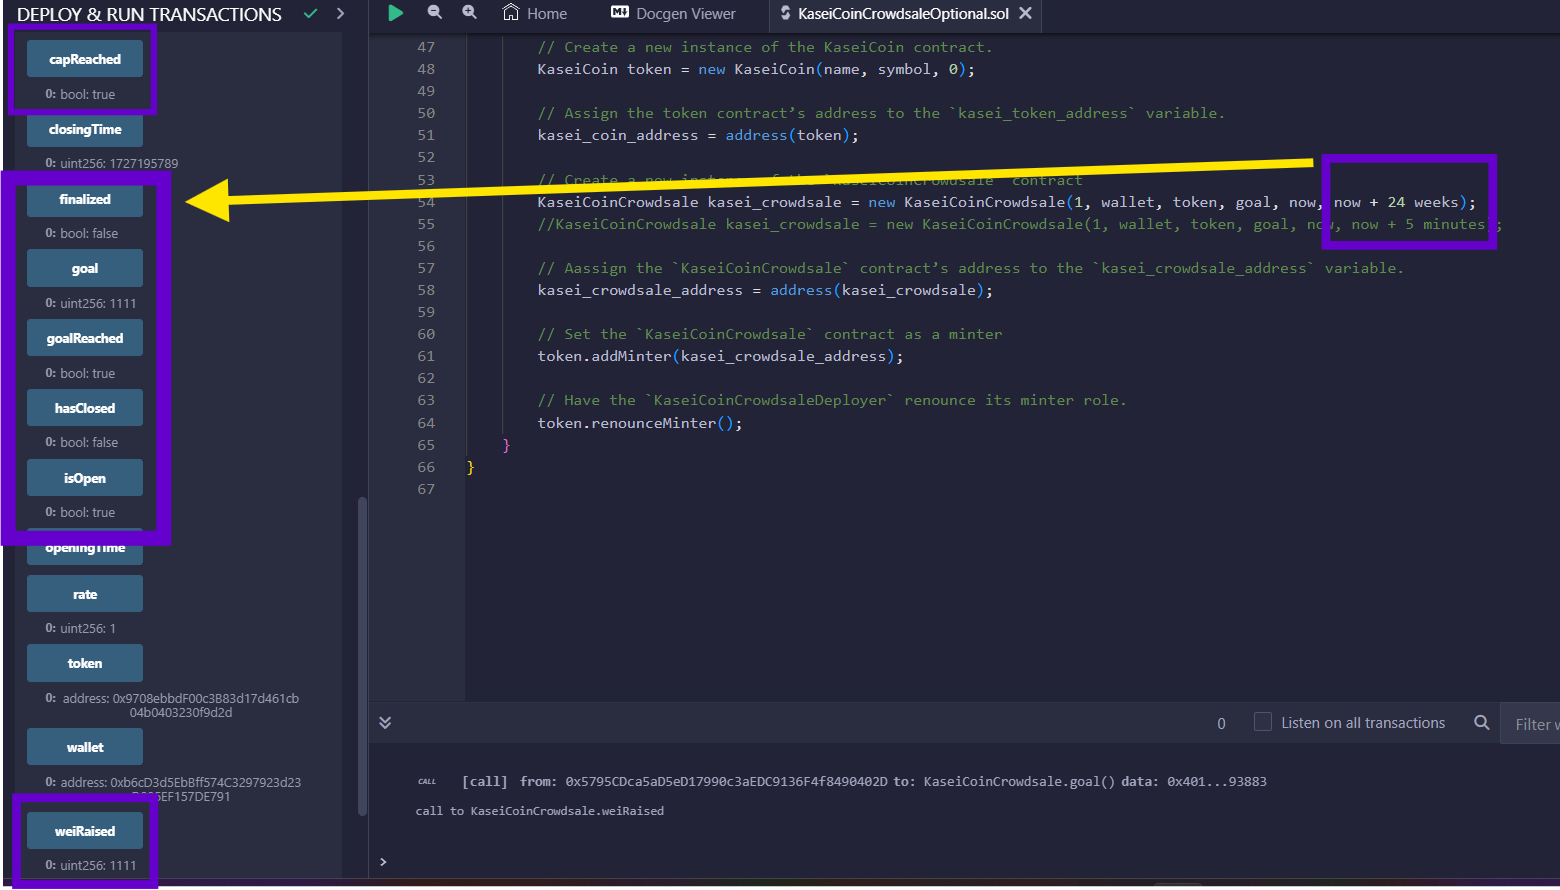 DEPLOY & RUN TRANSACTIONS
capReached
0: bool: true
closingTime
0: uint256: 1727195789
finalized
0: bool: false
goal
0: uint256: 1111
goalReached
0: bool: true
hasClosed
0: bool: false
isOpen
0: bool: true
openingTime
rate
0: uint256: 1
token
0: address: 0x9708ebbdF00c3B83d17d461cb
04b0403230f9d2d
wallet
0: address: 0xb6cD3d5EbBff574C3297923d23
EF157DE791
weiRaised
0: uint256: 1111
Home
Docgen Viewer
KaseiCoinCrowdsaleOptional.sol
47 // Create a new instance of the KaseiCoin contract.
48 KaseiCoin token = new KaseiCoin(name, symbol, 0);
49
50 // Assign the token contract’s address to the `kasei_token_address` variable.
51 kasei_coin_address = address(token);
52
53 // Create a new instance of the `KaseiCoinCrowdsale` contract
54 KaseiCoinCrowdsale kasei_crowdsale = new KaseiCoinCrowdsale(1, wallet, token, goal, now, now + 24 weeks);
55 //KaseiCoinCrowdsale kasei_crowdsale = new KaseiCoinCrowdsale(1, wallet, token, goal, now, now + 5 minutes);
56
57 // Aassign the `KaseiCoinCrowdsale` contract’s address to the `kasei_crowdsale_address` variable.
58 kasei_crowdsale_address = address(kasei_crowdsale);
59
60 // Set the `KaseiCoinCrowdsale` contract as a minter
61 token.addMinter(kasei_crowdsale_address);
62
63 // Have the `KaseiCoinCrowdsaleDeployer` renounce its minter role.
64 token.renounceMinter();
65 }
66 }
67
0 Listen on all transactions Filter w
CALL [call] from: 0x5795CDca5aD5eD17990c3aEDC9136F4f8490402D to: KaseiCoinCrowdsale.goal() data: 0x401...93883
call to KaseiCoinCrowdsale.weiRaised
>